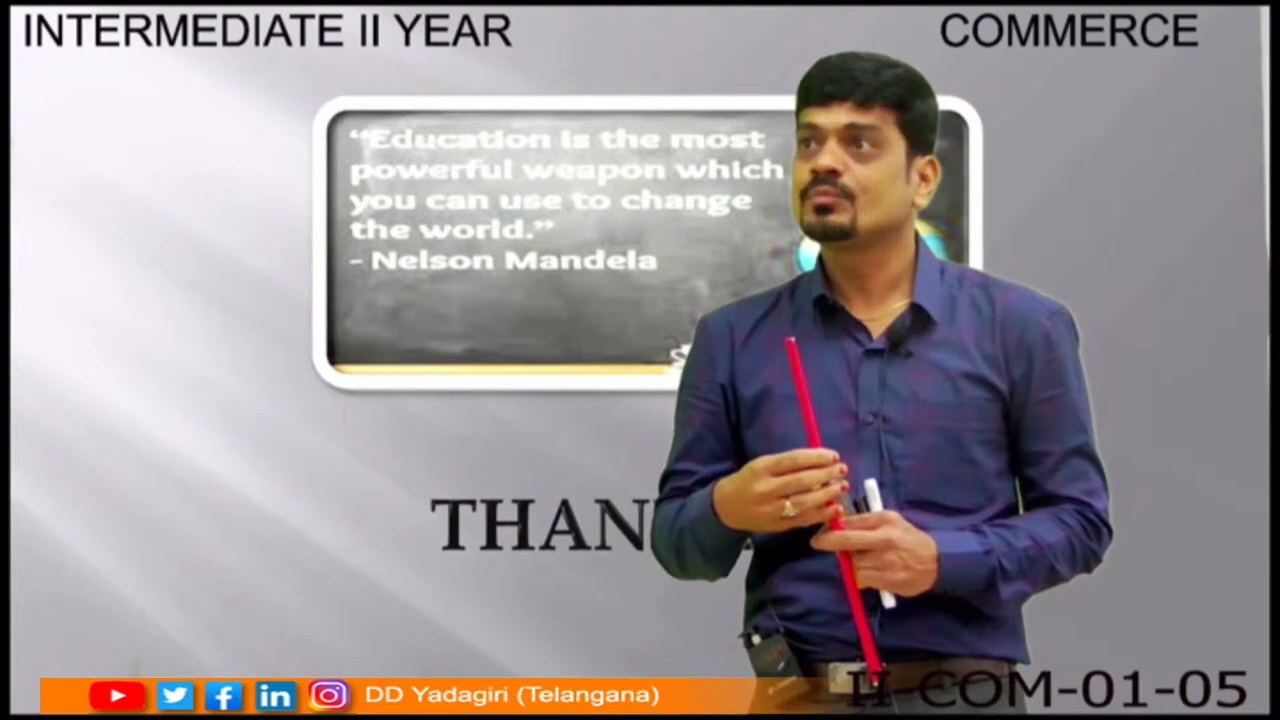 INTERMEDIATE II YEAR
COMMERCE
“Education is the most
powerful weapon which
you can use to change
the world.”
- Nelson Mandela
THAN
DD Yadagiri (Telangana)
II-COM-01-05